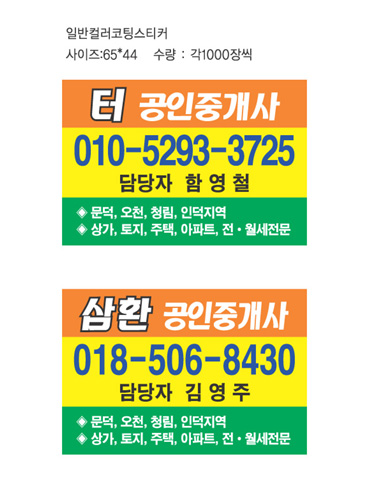 일반컬러코팅스티커
사이즈:65*44 수량 : 각1000장씩
터 공인중개사
010-5293-3725
담당자 함영철
◈ 문덕, 오천, 청림, 인덕지역
◈ 상가, 토지, 주택, 아파트, 전·월세전문
삼환 공인중개사
018-506-8430
담당자 김영주
◈ 문덕, 오천, 청림, 인덕지역
◈ 상가, 토지, 주택, 아파트, 전·월세전문